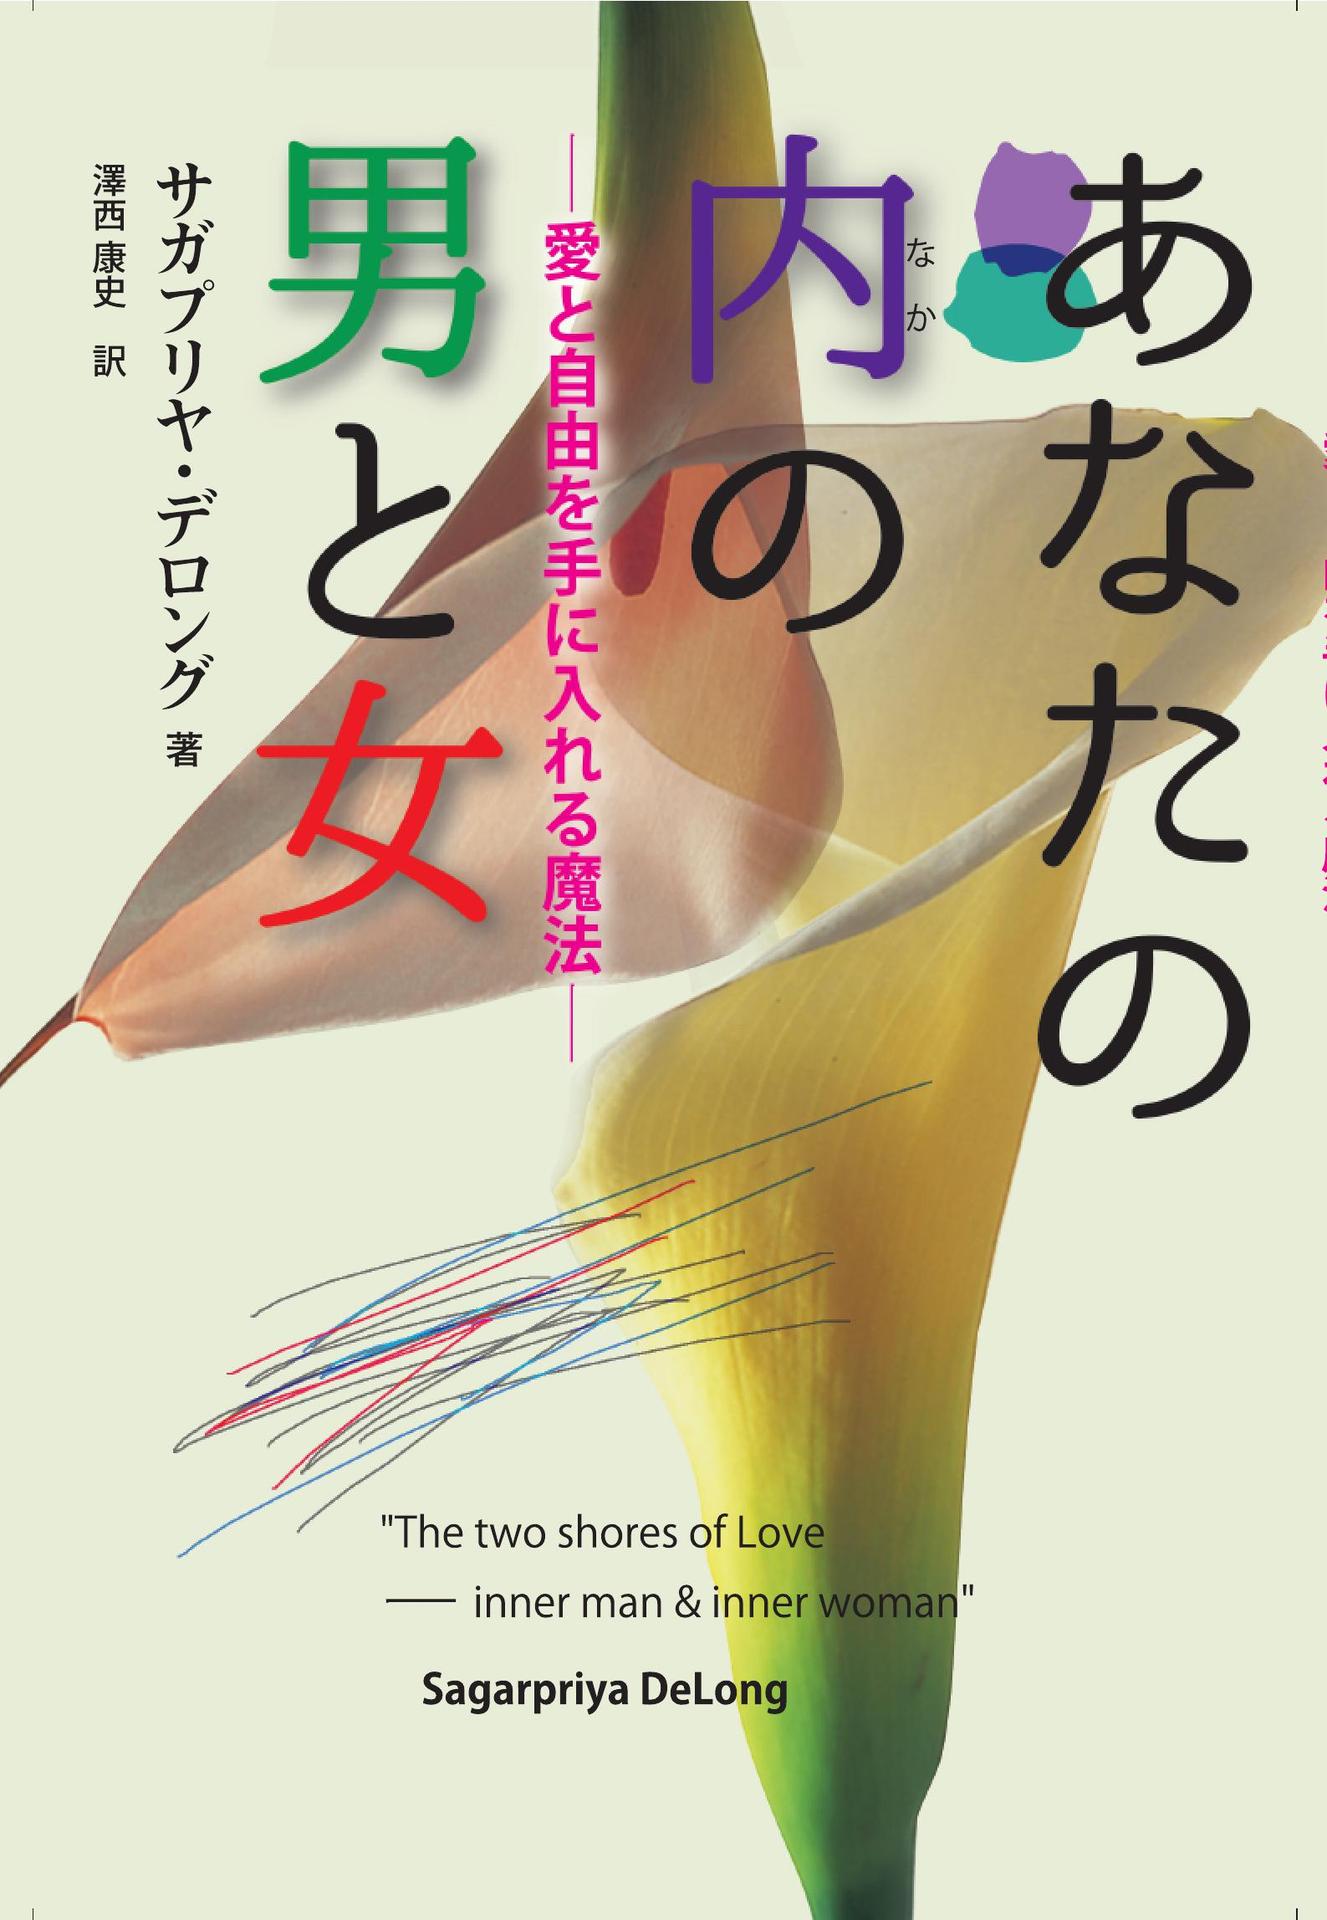 あなたの
内の
なか
―愛と自由を手に入れる魔法―
男と女
サガプリヤ・デロング 著
澤西 康史 訳
"The two shores of Love
― inner man & inner woman"
Sagarpriya DeLong